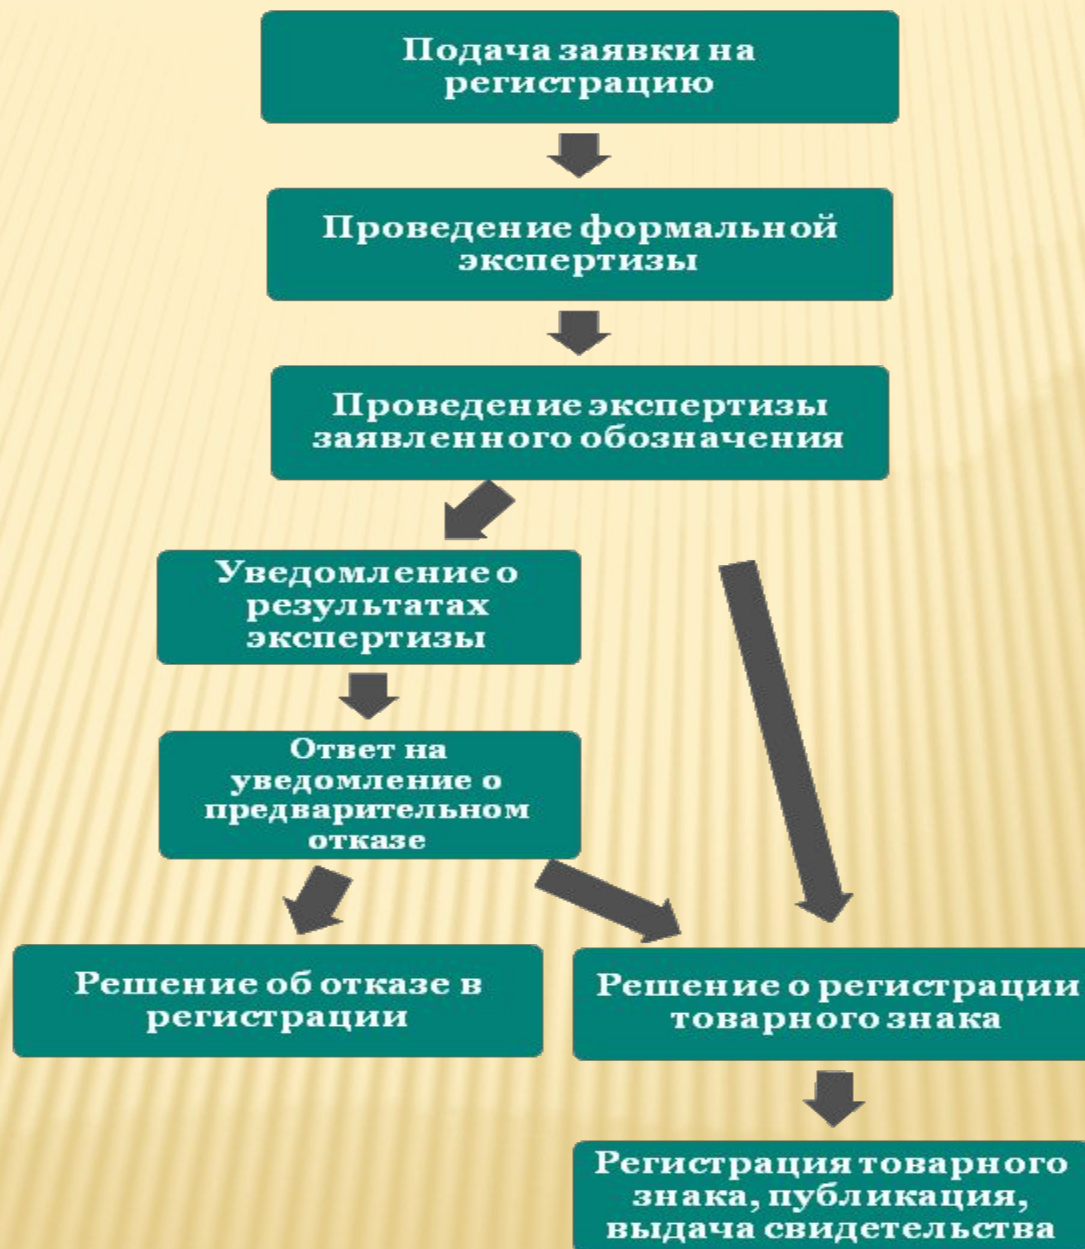 Подача заявки на
регистрацию
Проведение формальной
экспертизы
Проведение экспертизы
заявленного обозначения
Уведомление о
результатах
экспертизы
Ответ на
уведомление о
предварительном
отказе
Решение об отказе в
регистрации
Решение о регистрации
товарного знака
Регистрация товарного
знака, публикация,
выдача свидетельства